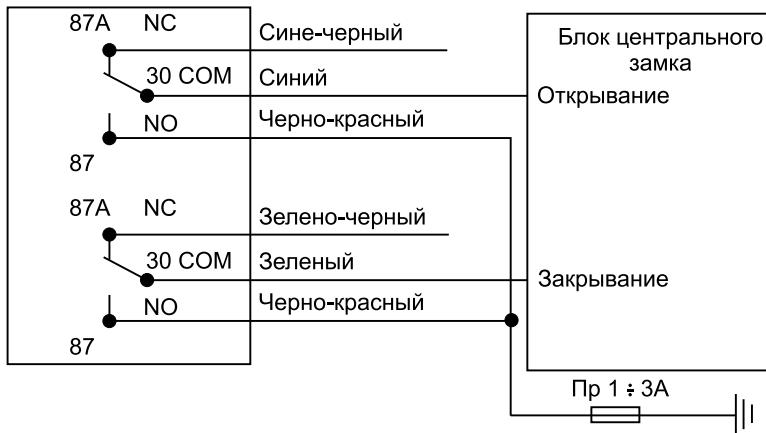 87A NC
Сине-черный
30 COM
Синий
NO
Черно-красный
87
87A NC
Зелено-черный
30 COM
Зеленый
NO
Черно-красный
87
Блок центрального
замка
Открывание
Закрывание
Пр 1 ÷ 3А